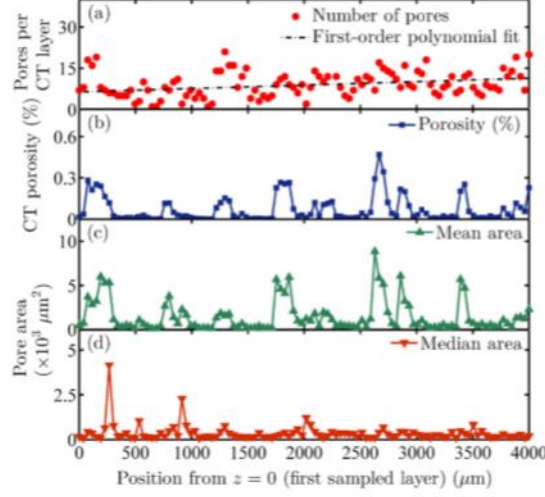 (a)
Number of pores
First-order polynomial fit
Pores per
CT layer
30
15
0
(b)
Porosity (%)
CT porosity (%)
0.6
0.3
0
(c)
Mean area
10
5
0
Pore area
(×10³ μm²)
(d)
Median area
5
2.5
0
0 500 1000 1500 2000 2500 3000 3500 4000
Position from z = 0 (first sampled layer) (μm)